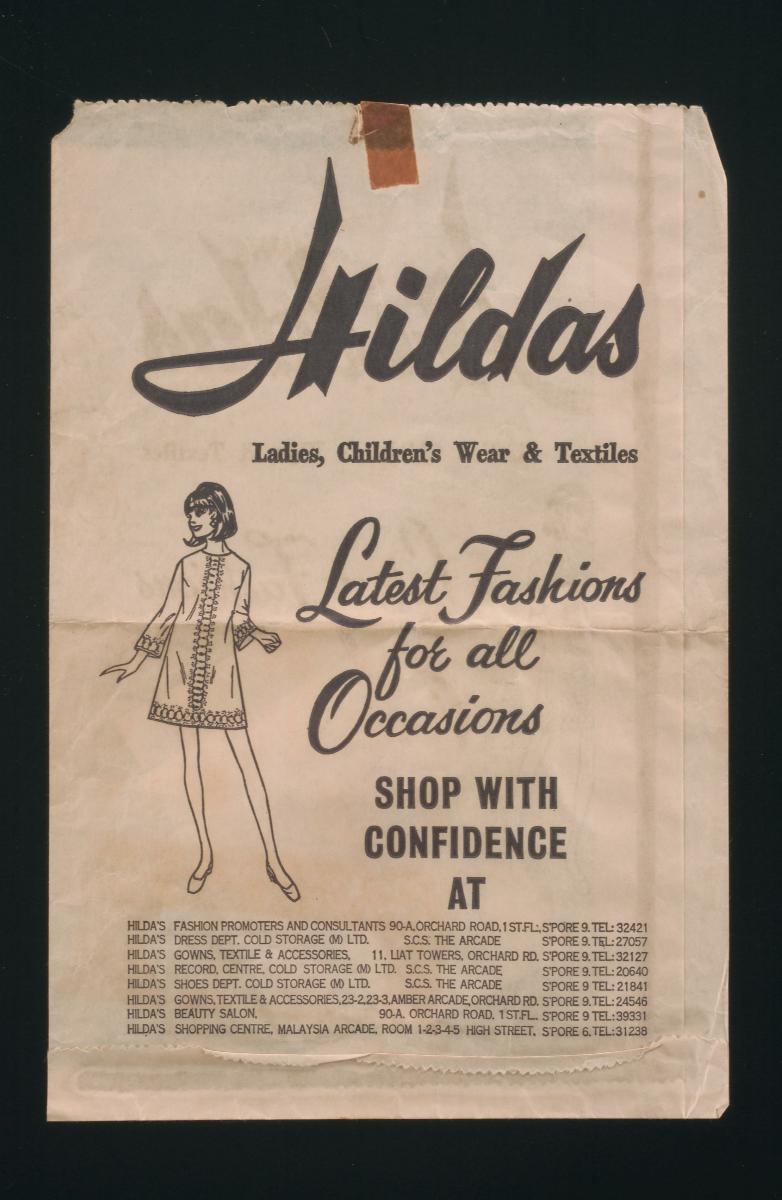 Hildas
Ladies, Children's Wear & Textiles
Latest Fashions
for all
Occasions
SHOP WITH
CONFIDENCE
AT
HILDA'S FASHION PROMOTERS AND CONSULTANTS 90-A, ORCHARD ROAD, 1 ST. FL., S'PORE 9. TEL: 32421
HILDA'S DRESS DEPT. COLD STORAGE (M) LTD. S.C.S. THE ARCADE S'PORE 9. TEL: 27057
HILDA'S GOWNS, TEXTILE & ACCESSORIES, 11. LIAT TOWERS, ORCHARD RD. S'PORE 9. TEL: 32127
HILDA'S RECORD, CENTRE, COLD STORAGE (M) LTD. S.C.S. THE ARCADE S'PORE 9. TEL: 20640
HILDA'S SHOES DEPT. COLD STORAGE (M) LTD. S.C.S. THE ARCADE S'PORE 9 TEL: 21841
HILDA'S GOWNS, TEXTILE & ACCESSORIES, 23-2, 23-3, AMBER ARCADE, ORCHARD RD. S'PORE 9 TEL: 24546
HILDA'S BEAUTY SALON, 90-A. ORCHARD ROAD, 1 ST. FL. S'PORE 9 TEL: 39331
HILDA'S SHOPPING CENTRE, MALAYSIA ARCADE, ROOM 1-2-3-4-5 HIGH STREET, S'PORE 6. TEL: 31238